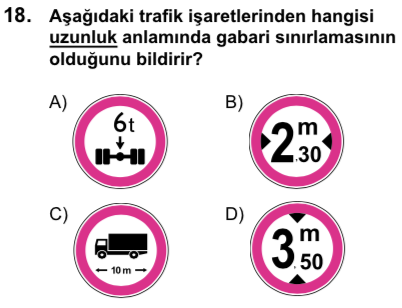 18. Aşağıdaki trafik işaretlerinden hangisi
uzunluk anlamında gabari sınırlamasının
olduğunu bildirir?
A) 6t
B) 2.30 m
C) 10 m
D) 3.50 m